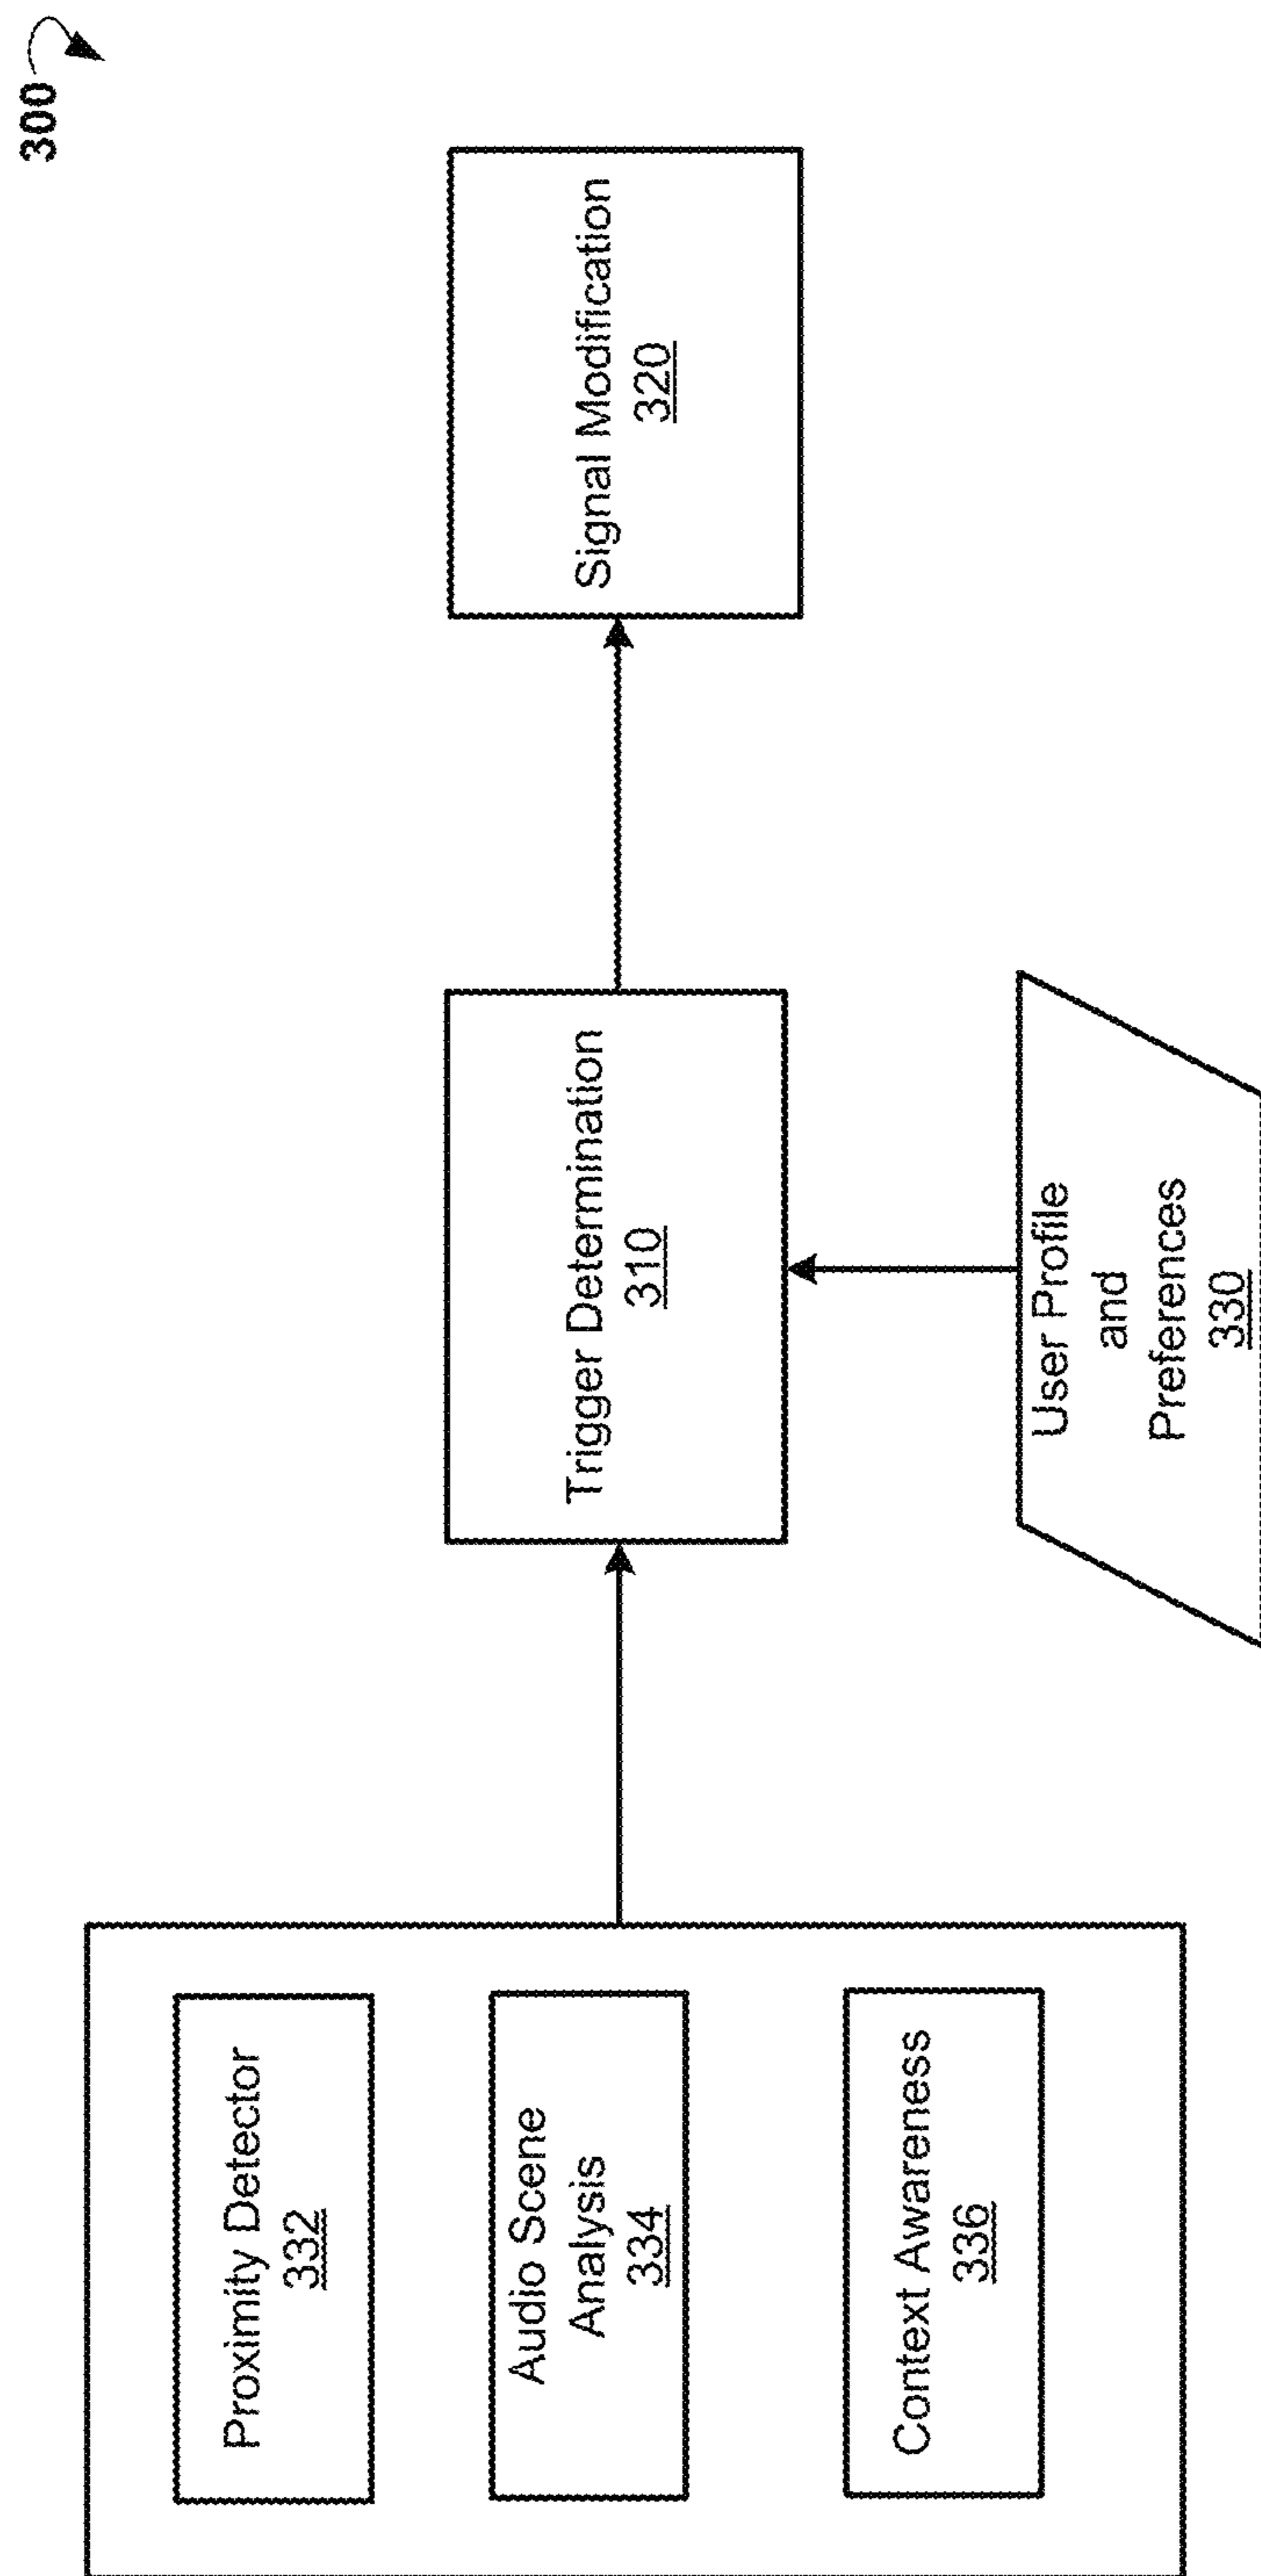 300
Proximity Detector
332
Audio Scene
Analysis
334
Context Awareness
336
Trigger Determination
310
User Profile
and
Preferences
330
Signal Modification
320